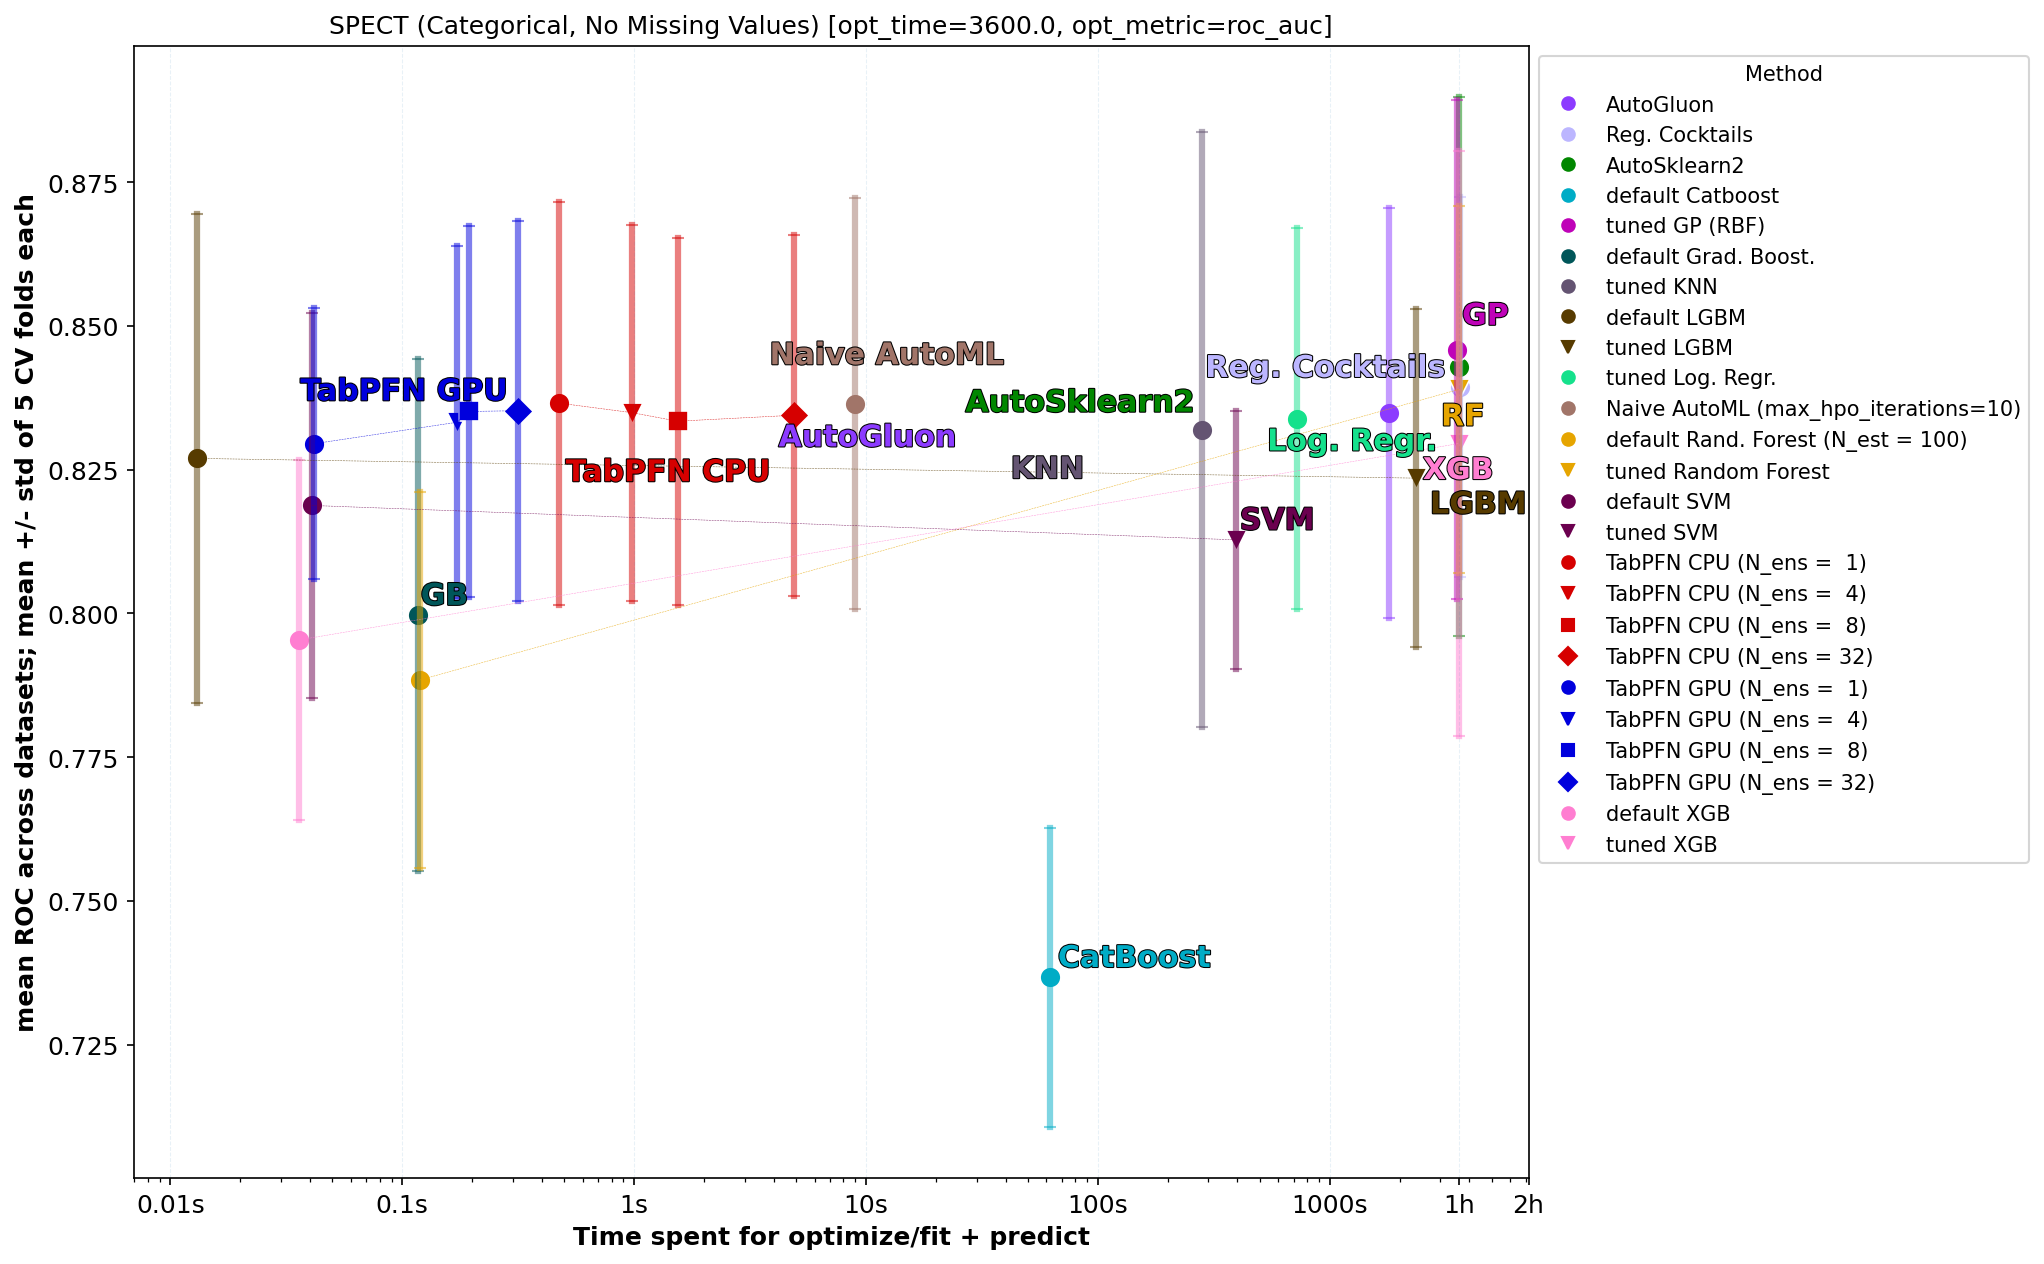 SPECT (Categorical, No Missing Values) [opt_time=3600.0, opt_metric=roc_auc]
mean ROC across datasets; mean +/- std of 5 CV folds each
0.875
0.850
0.825
0.800
0.775
0.750
0.725
GP
Naive AutoML
Reg. Cocktails
TabPFN GPU
AutoSklearn2
RF
AutoGluon
Log. Regr.
TabPFN CPU
KNN
XGB
LGBM
SVM
GB
CatBoost
0.01s
0.1s
1s
10s
100s
1000s
1h
2h
Time spent for optimize/fit + predict
Method
AutoGluon
Reg. Cocktails
AutoSklearn2
default Catboost
tuned GP (RBF)
default Grad. Boost.
tuned KNN
default LGBM
tuned LGBM
tuned Log. Regr.
Naive AutoML (max_hpo_iterations=10)
default Rand. Forest (N_est = 100)
tuned Random Forest
default SVM
tuned SVM
TabPFN CPU (N_ens =  1)
TabPFN CPU (N_ens =  4)
TabPFN CPU (N_ens =  8)
TabPFN CPU (N_ens = 32)
TabPFN GPU (N_ens =  1)
TabPFN GPU (N_ens =  4)
TabPFN GPU (N_ens =  8)
TabPFN GPU (N_ens = 32)
default XGB
tuned XGB